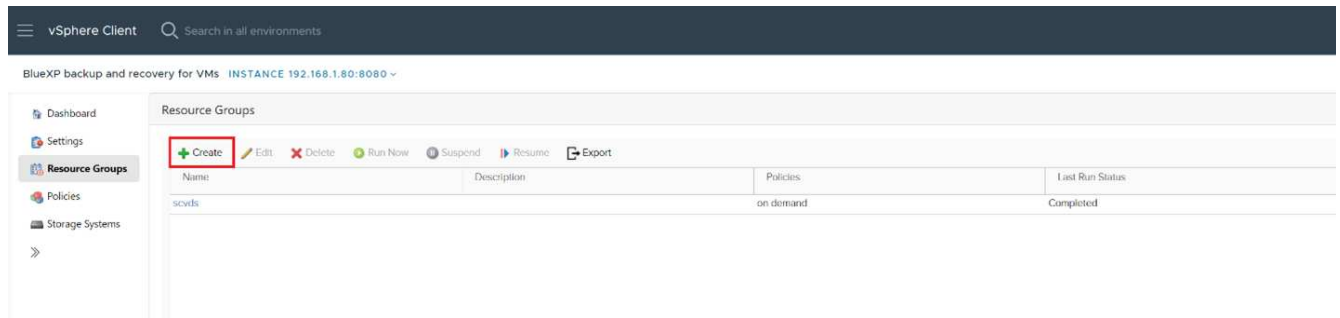 vSphere Client Search in all environments
BlueXP backup and recovery for VMs INSTANCE 192.168.1.80:8080
Dashboard
Settings
Resource Groups
Policies
Storage Systems
Resource Groups
Create Edit Delete Run Now Suspend Resume Export
Name Description Policies Last Run Status
scvds on demand Completed